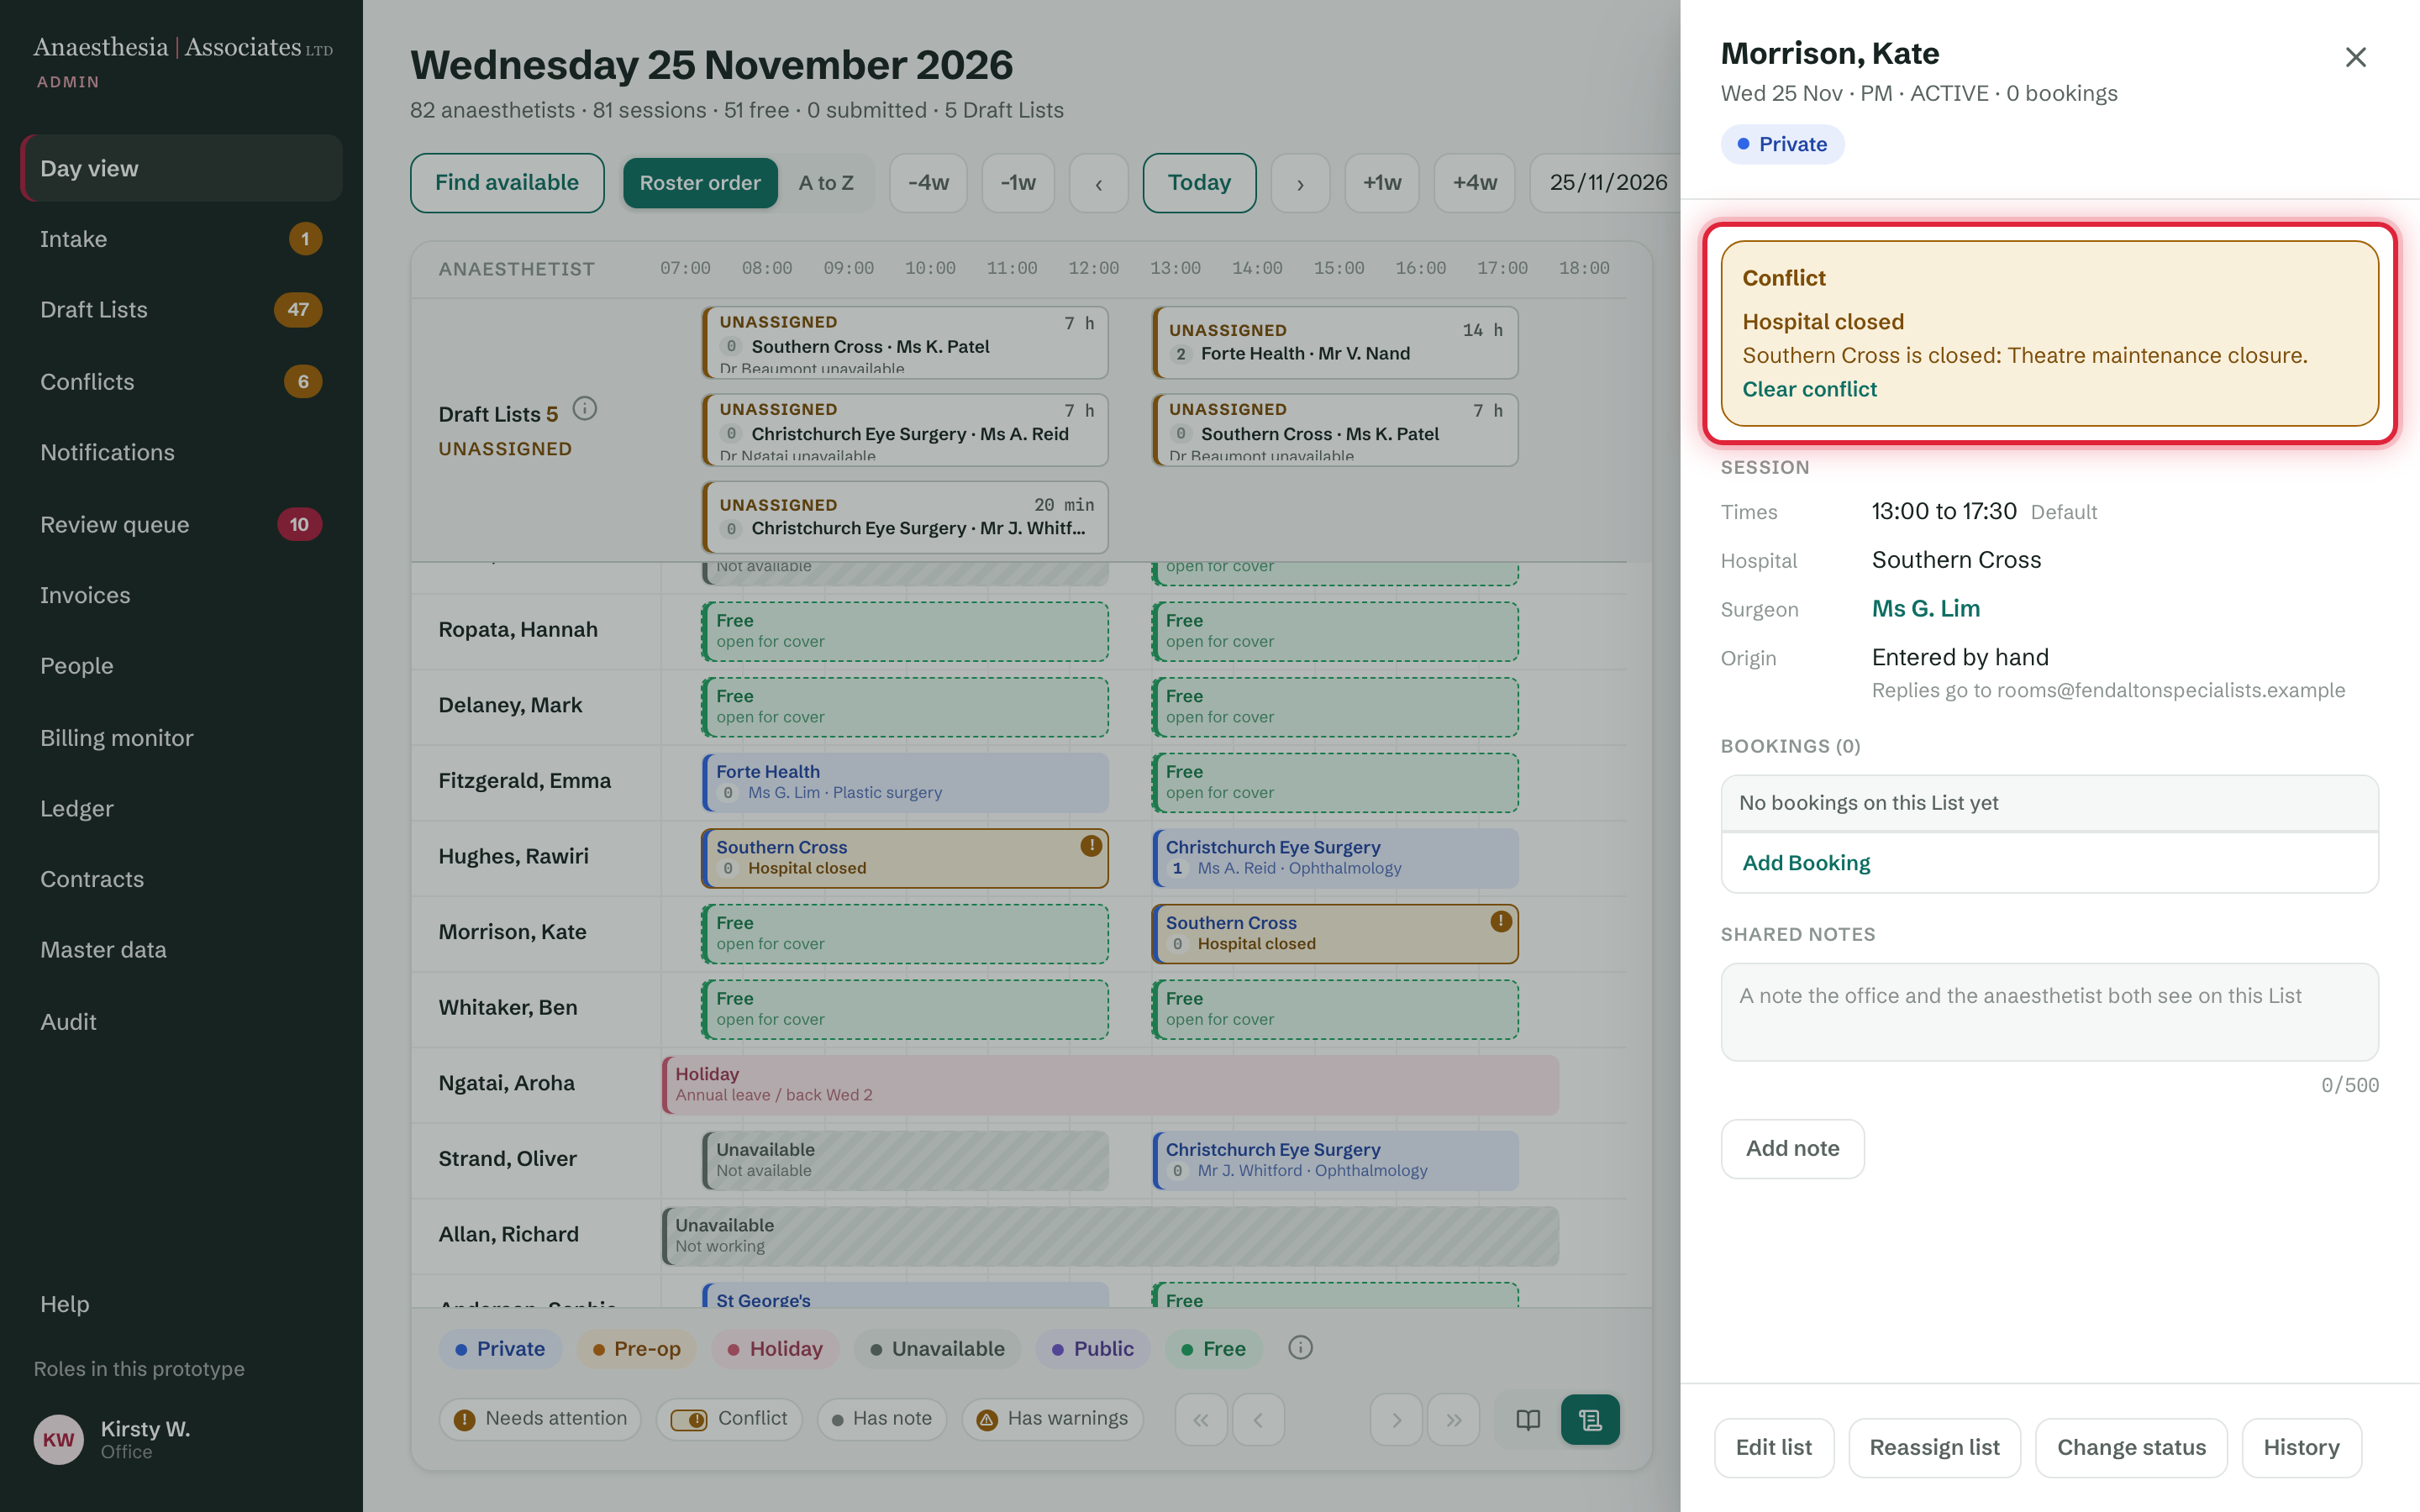 Anaesthesia | Associates LTD
ADMIN
Day view
Intake 1
Draft Lists 47
Conflicts 6
Notifications
Review queue 10
Invoices
People
Billing monitor
Ledger
Contracts
Master data
Audit
Help
Roles in this prototype
KW
Kirsty W.
Office
Wednesday 25 November 2026
82 anaesthetists · 81 sessions · 51 free · 0 submitted · 5 Draft Lists
Find available
Roster order
A to Z
-4w
-1w
‹
Today
›
+1w
+4w
25/11/2026
ANAESTHETIST 07:00 08:00 09:00 10:00 11:00 12:00 13:00 14:00 15:00 16:00 17:00 18:00
Draft Lists 5
UNASSIGNED
UNASSIGNED 7 h
0 Southern Cross · Ms K. Patel
Dr Beaumont unavailable
UNASSIGNED 14 h
2 Forte Health · Mr V. Nand
UNASSIGNED 7 h
0 Christchurch Eye Surgery · Ms A. Reid
Dr Ngatai unavailable
UNASSIGNED 7 h
0 Southern Cross · Ms K. Patel
Dr Beaumont unavailable
UNASSIGNED 20 min
0 Christchurch Eye Surgery · Mr J. Whitf...
Not available
open for cover
Ropata, Hannah
Free
open for cover
Free
open for cover
Delaney, Mark
Free
open for cover
Free
open for cover
Fitzgerald, Emma
Forte Health
0 Ms G. Lim · Plastic surgery
Free
open for cover
Hughes, Rawiri
Southern Cross !
0 Hospital closed
Christchurch Eye Surgery
1 Ms A. Reid · Ophthalmology
Morrison, Kate
Free
open for cover
Southern Cross !
0 Hospital closed
Whitaker, Ben
Free
open for cover
Free
open for cover
Ngatai, Aroha
Holiday
Annual leave / back Wed 2
Strand, Oliver
Unavailable
Not available
Christchurch Eye Surgery
0 Mr J. Whitford · Ophthalmology
Allan, Richard
Unavailable
Not working
St George's
Free
Private
Pre-op
Holiday
Unavailable
Public
Free
Needs attention
Conflict
Has note
Has warnings
Morrison, Kate
Wed 25 Nov · PM · ACTIVE · 0 bookings
Private
Conflict
Hospital closed
Southern Cross is closed: Theatre maintenance closure.
Clear conflict
SESSION
Times 13:00 to 17:30 Default
Hospital Southern Cross
Surgeon Ms G. Lim
Origin Entered by hand
Replies go to rooms@fendaltonspecialists.example
BOOKINGS (0)
No bookings on this List yet
Add Booking
SHARED NOTES
A note the office and the anaesthetist both see on this List
0/500
Add note
Edit list
Reassign list
Change status
History